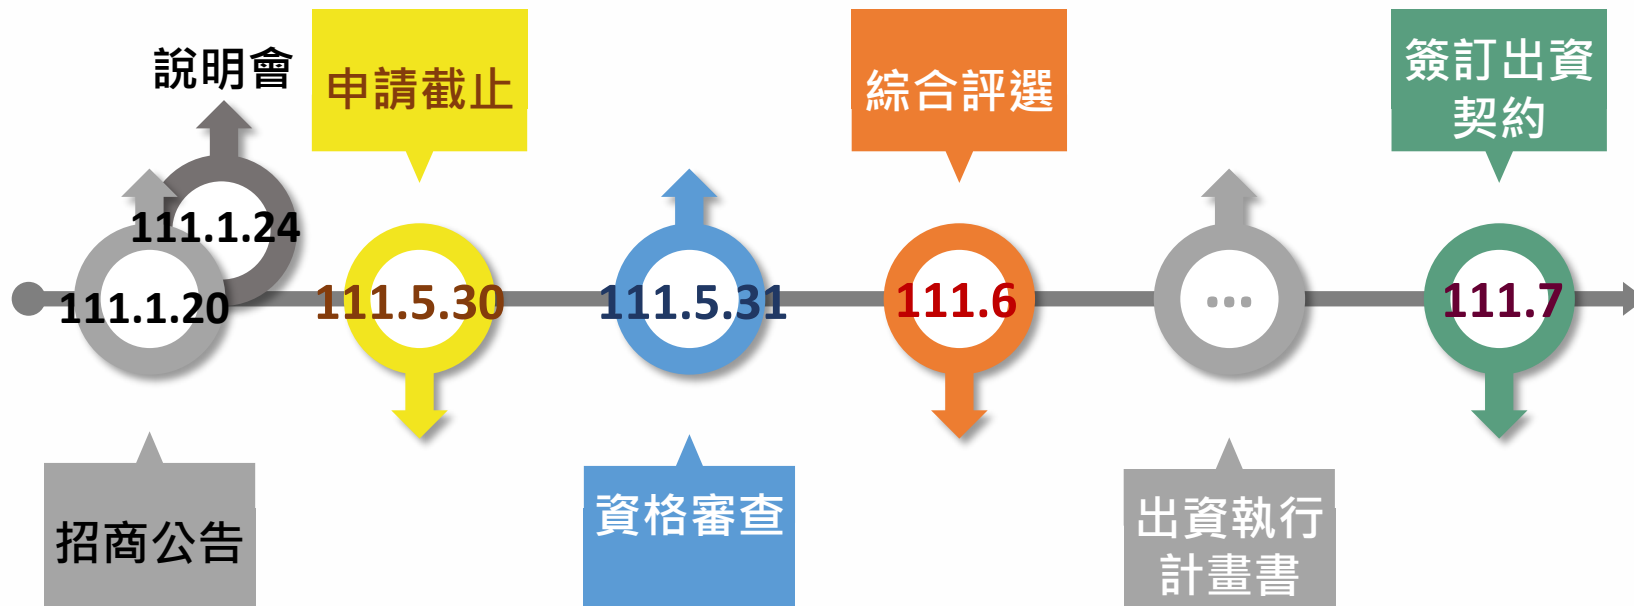 說明會
111.1.24
111.1.20
招商公告
申請截止
111.5.30
111.5.31
資格審查
綜合評選
111.6
...
出資執行
計畫書
簽訂出資
契約
111.7